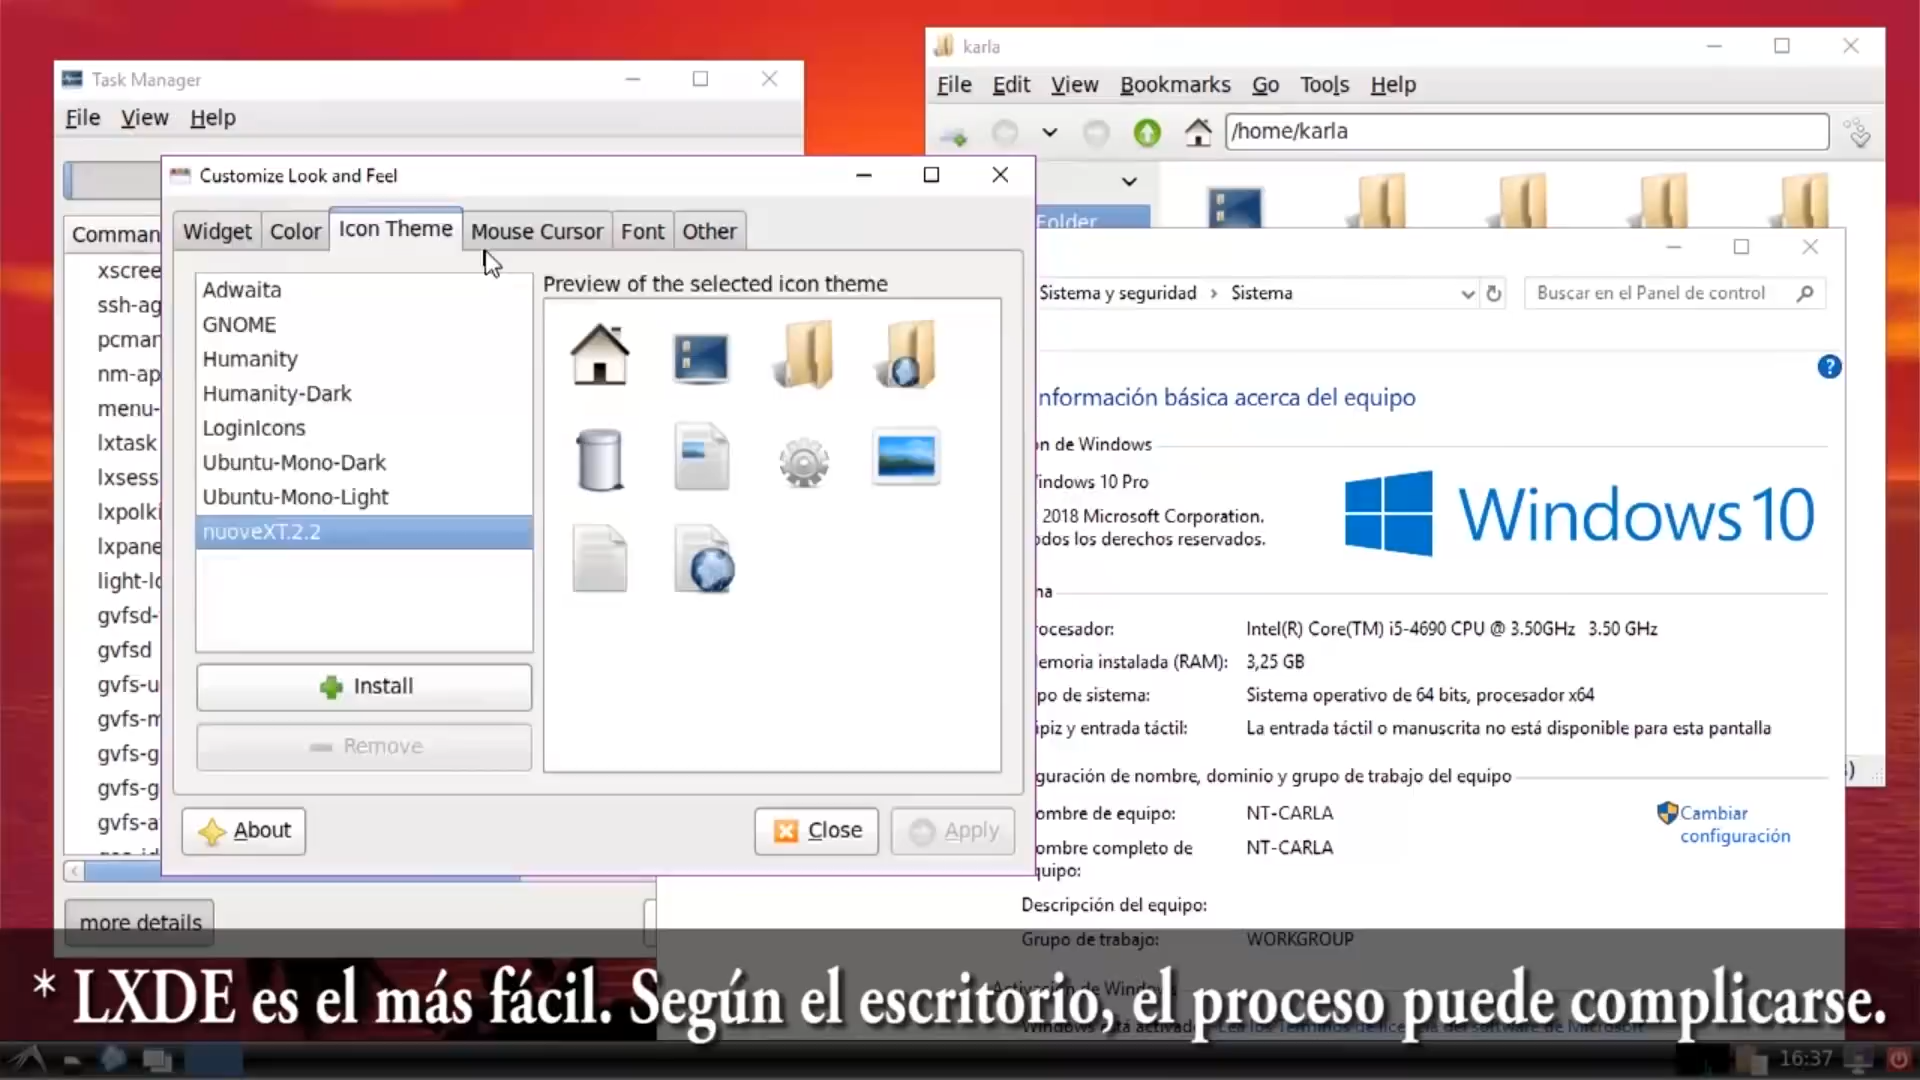 Task Manager
File View Help
Comman
xscree
ssh-ag
pcmar
nm-ap
menu-
lxtask
lxsess
lxpolki
lxpane
light-lo
gvfsd-
gvfsd
gvfs-u
gvfs-m
gvfs-g
gvfs-g
gvfs-a
more details
Customize Look and Feel
Widget Color Icon Theme Mouse Cursor Font Other
Adwaita
GNOME
Humanity
Humanity-Dark
LoginIcons
Ubuntu-Mono-Dark
Ubuntu-Mono-Light
nuoveXT.2.2
Install
Remove
Preview of the selected icon theme
About
Close
Apply
karla
File Edit View Bookmarks Go Tools Help
/home/karla
Folder
Sistema y seguridad › Sistema
Buscar en el Panel de control
?
nformación básica acerca del equipo
ón de Windows
indows 10 Pro
2018 Microsoft Corporation.
odos los derechos reservados.
Windows 10
na
rocesador: Intel(R) Core(TM) i5-4690 CPU @ 3.50GHz 3.50 GHz
emoria instalada (RAM): 3,25 GB
po de sistema: Sistema operativo de 64 bits, procesador x64
ápiz y entrada táctil: La entrada táctil o manuscrita no está disponible para esta pantalla
guración de nombre, dominio y grupo de trabajo del equipo
ombre de equipo: NT-CARLA
Cambiar
configuración
ombre completo de NT-CARLA
quipo:
Descripción del equipo:
Grupo de trabajo: WORKGROUP
* LXDE es el más fácil. Según el escritorio, el proceso puede complicarse.
16:37